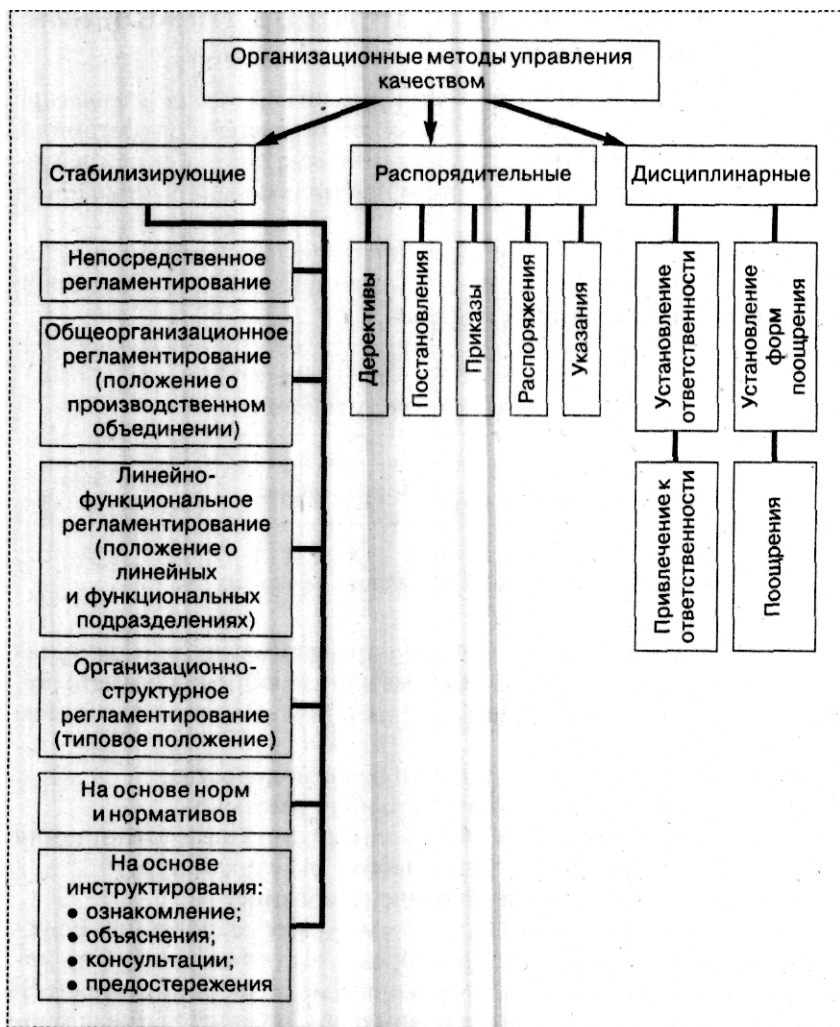 Организационные методы управления
качеством
Стабилизирующие
Распорядительные
Дисциплинарные
Непосредственное
регламентирование
Общеорганизационное
регламентирование
(положение о
производственном
объединении)
Линейно-
функциональное
регламентирование
(положение о
линейных
и функциональных
подразделениях)
Организационно-
структурное
регламентирование
(типовое положение)
На основе норм
и нормативов
На основе
инструктирования:
● ознакомление;
● объяснения;
● консультации;
● предостережения
Дерективы
Постановления
Приказы
Распоряжения
Указания
Установление
ответственности
Установление
форм
поощрения
Привлечение к
ответственности
Поощрения